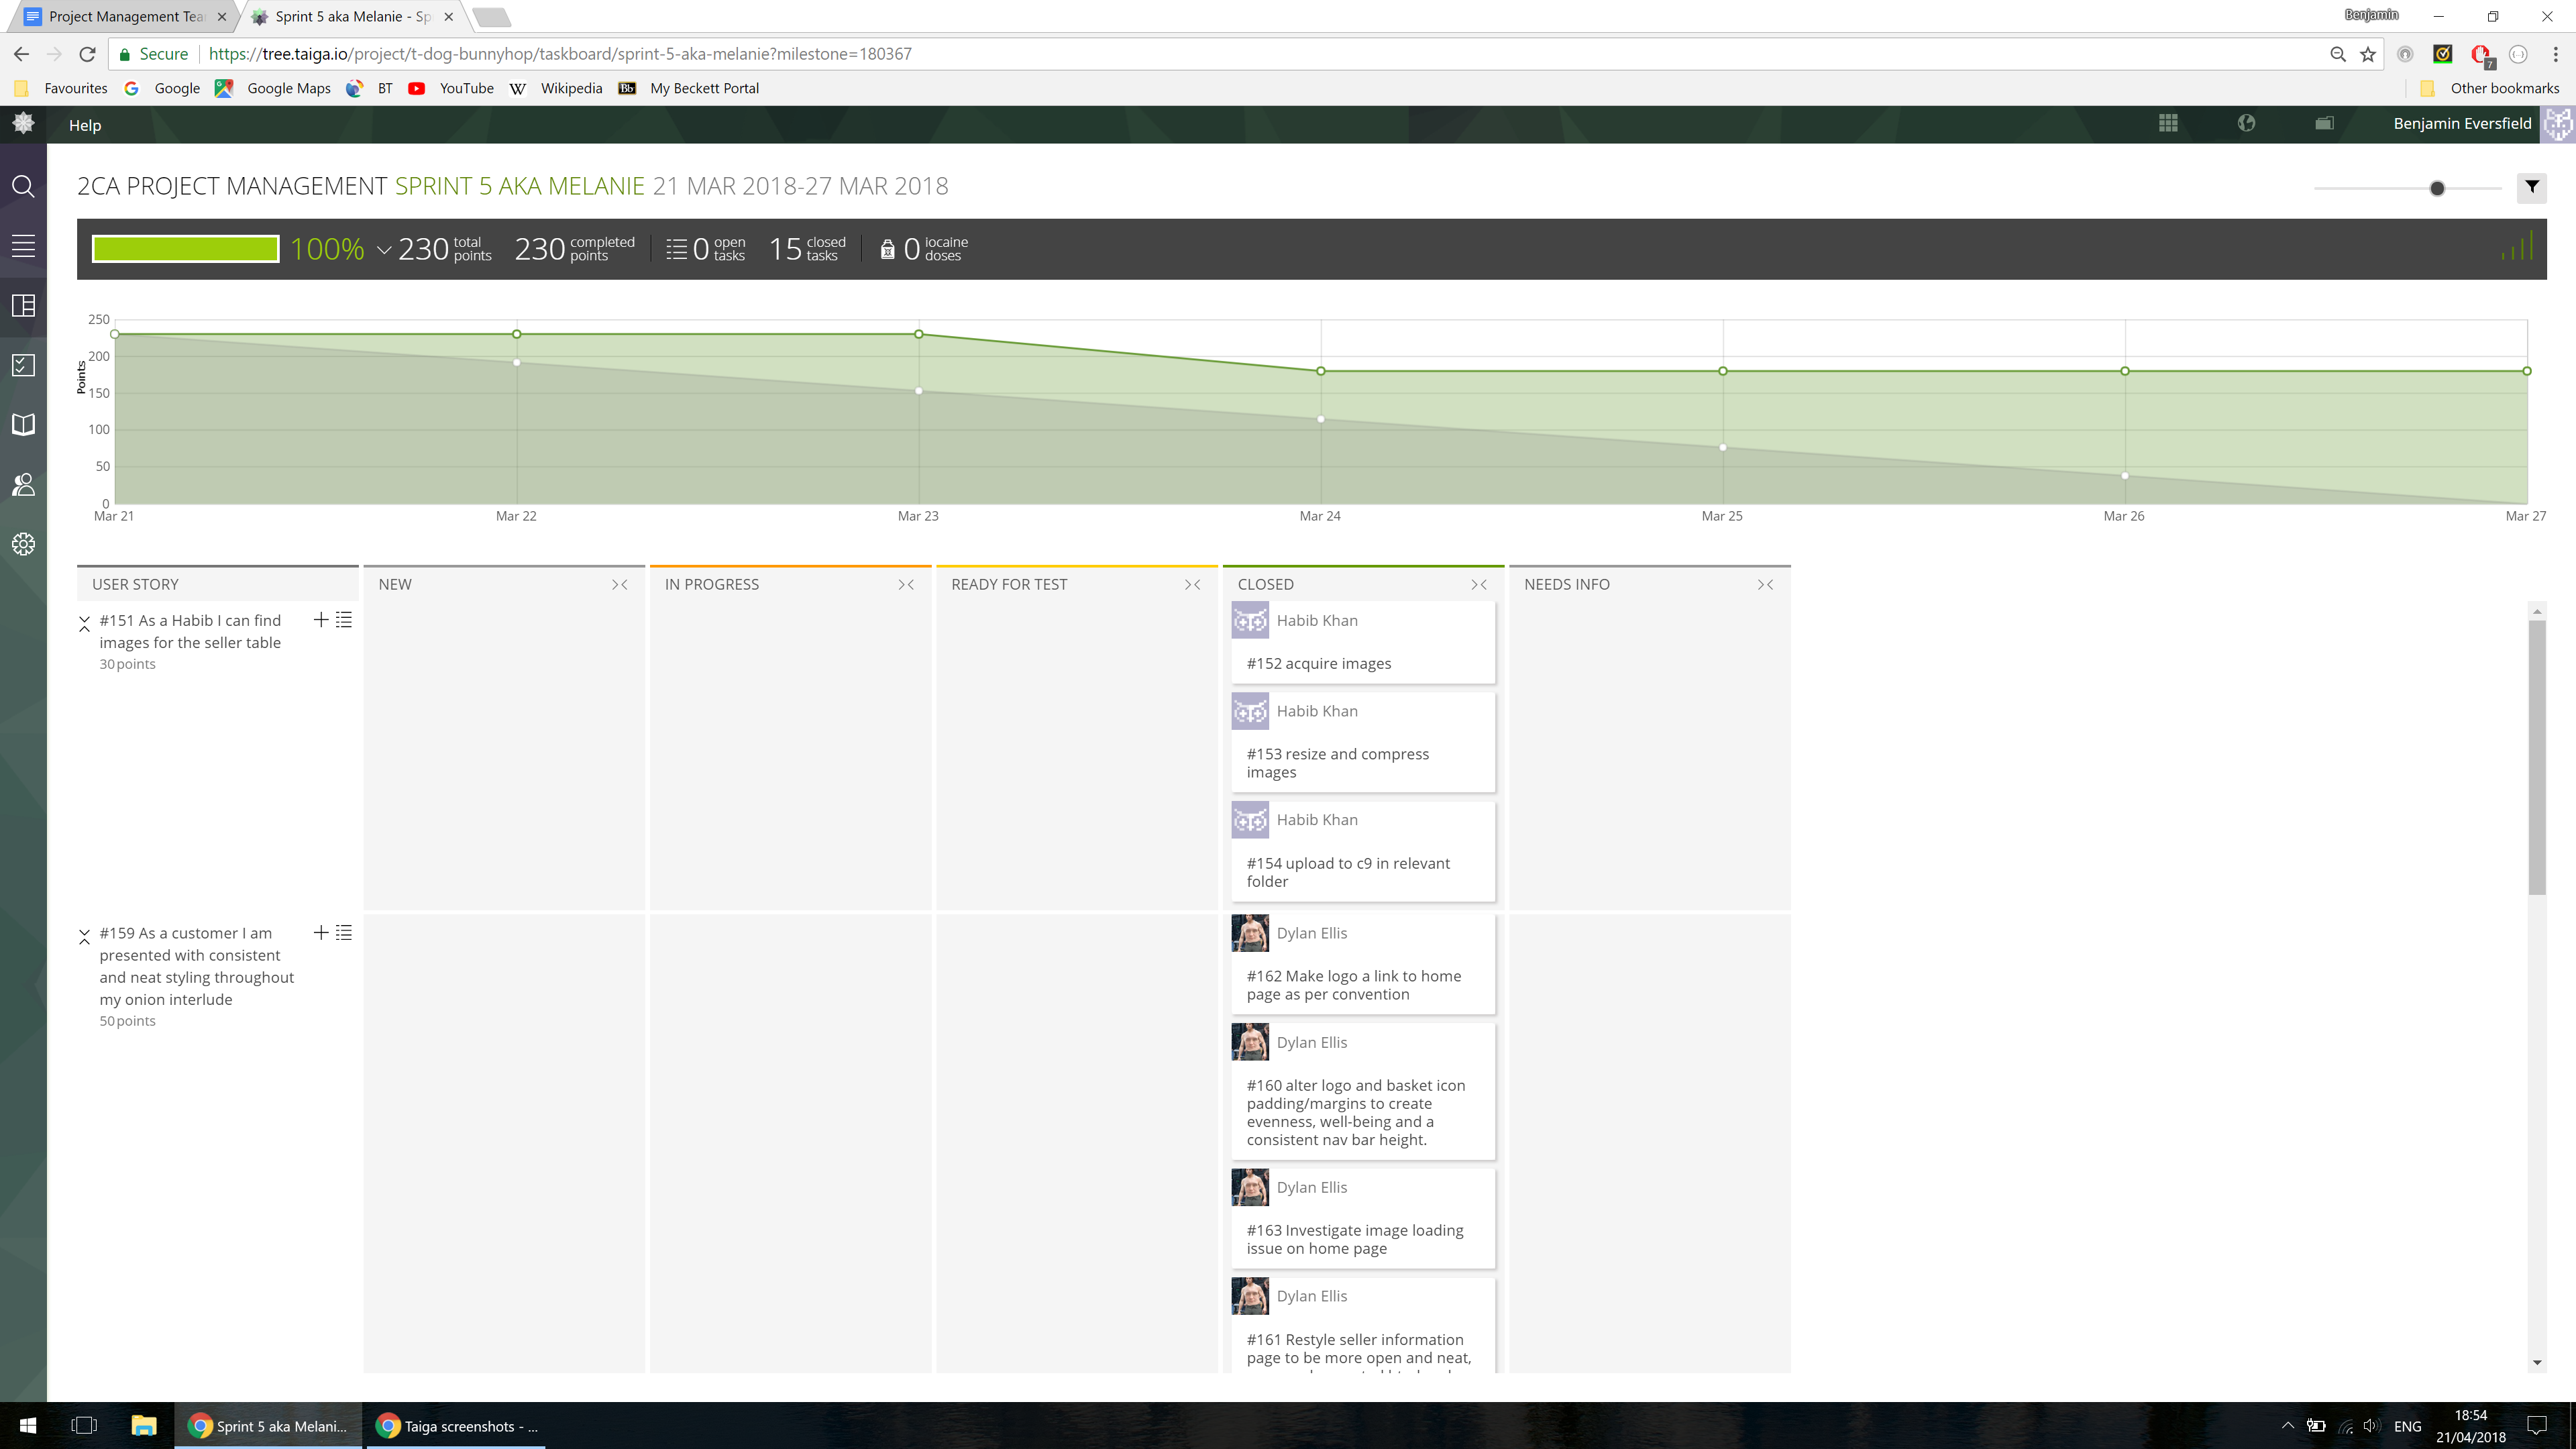 Project Management Tea
Sprint 5 aka Melanie - Sp
Benjamin
Secure
https://tree.taiga.io/project/t-dog-bunnyhop/taskboard/sprint-5-aka-melanie?milestone=180367
7
Favourites Google Google Maps BT YouTube Wikipedia My Beckett Portal Other bookmarks
Help
Benjamin Eversfield
2CA PROJECT MANAGEMENT SPRINT 5 AKA MELANIE 21 MAR 2018-27 MAR 2018
100% 230 total points 230 completed points 0 open tasks 15 closed tasks 0 iocaine doses
Points
250
200
150
100
50
0
Mar 21 Mar 22 Mar 23 Mar 24 Mar 25 Mar 26 Mar 27
USER STORY NEW IN PROGRESS READY FOR TEST CLOSED NEEDS INFO
#151 As a Habib I can find
images for the seller table
30 points
Habib Khan
#152 acquire images
Habib Khan
#153 resize and compress
images
Habib Khan
#154 upload to c9 in relevant
folder
#159 As a customer I am
presented with consistent
and neat styling throughout
my onion interlude
50 points
Dylan Ellis
#162 Make logo a link to home
page as per convention
Dylan Ellis
#160 alter logo and basket icon
padding/margins to create
evenness, well-being and a
consistent nav bar height.
Dylan Ellis
#163 Investigate image loading
issue on home page
Dylan Ellis
#161 Restyle seller information
page to be more open and neat,
Sprint 5 aka Melani...
Taiga screenshots - ...
ENG
18:54
21/04/2018